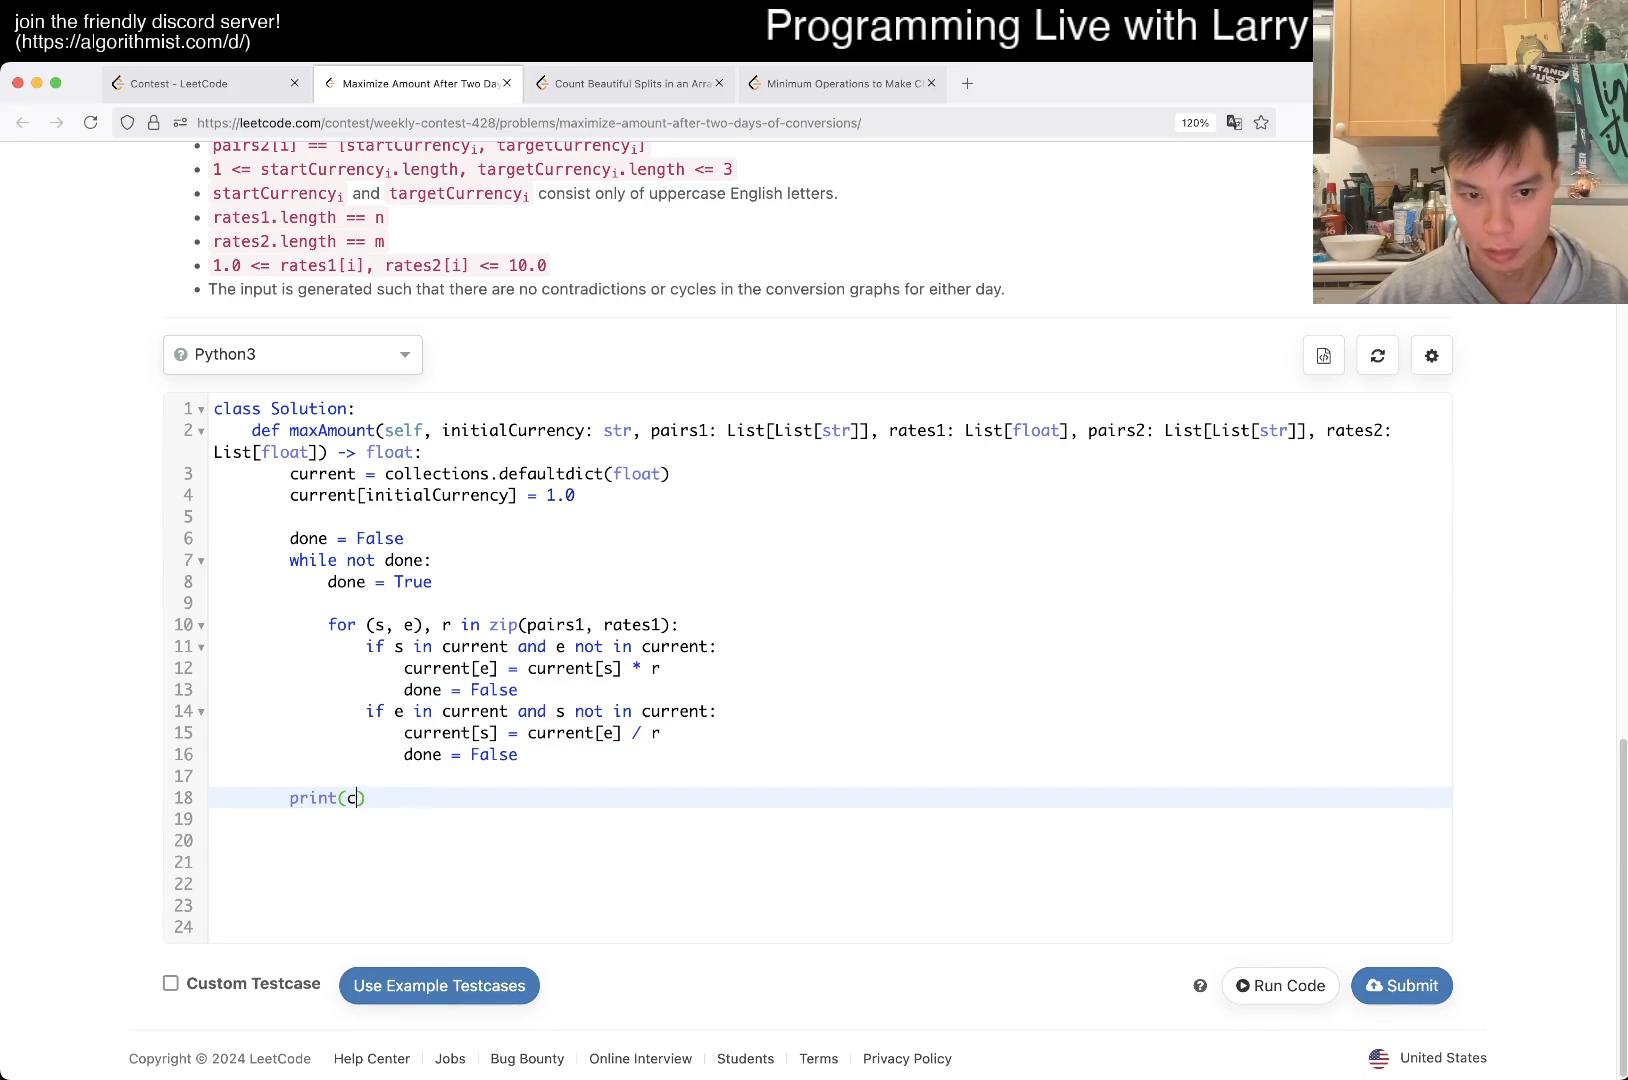 join the friendly discord server!
(https://algorithmist.com/d/)
Programming Live with Larry
Contest - LeetCode
Maximize Amount After Two Da
Count Beautiful Splits in an Arra
Minimum Operations to Make C
https://leetcode.com/contest/weekly-contest-428/problems/maximize-amount-after-two-days-of-conversions/
120%
pairs2[i] == [startCurrencyi, targetCurrencyi]
1 <= startCurrencyi.length, targetCurrencyi.length <= 3
startCurrencyi and targetCurrencyi consist only of uppercase English letters.
rates1.length == n
rates2.length == m
1.0 <= rates1[i], rates2[i] <= 10.0
The input is generated such that there are no contradictions or cycles in the conversion graphs for either day.
Python3
1 class Solution:
2 def maxAmount(self, initialCurrency: str, pairs1: List[List[str]], rates1: List[float], pairs2: List[List[str]], rates2:
List[float]) -> float:
3 current = collections.defaultdict(float)
4 current[initialCurrency] = 1.0
5
6 done = False
7 while not done:
8 done = True
9
10 for (s, e), r in zip(pairs1, rates1):
11 if s in current and e not in current:
12 current[e] = current[s] * r
13 done = False
14 if e in current and s not in current:
15 current[s] = current[e] / r
16 done = False
17
18 print(c)
19
20
21
22
23
24
Custom Testcase
Use Example Testcases
Run Code
Submit
Copyright © 2024 LeetCode
Help Center
Jobs
Bug Bounty
Online Interview
Students
Terms
Privacy Policy
United States